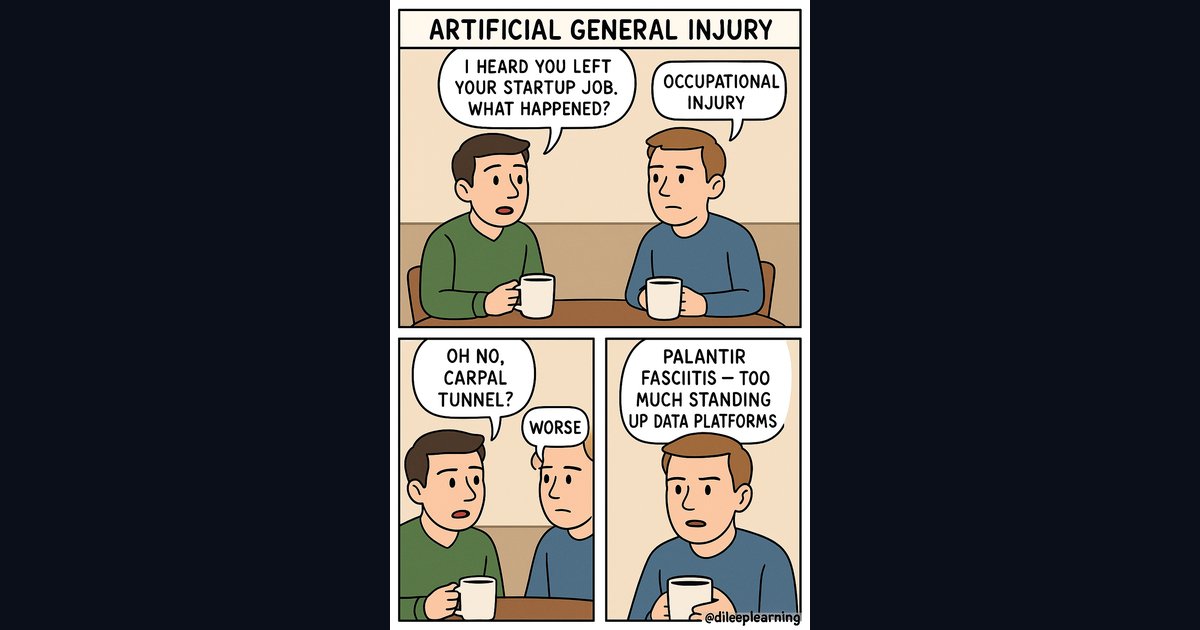 ARTIFICIAL GENERAL INJURY
I HEARD YOU LEFT
YOUR STARTUP JOB.
WHAT HAPPENED?
OCCUPATIONAL
INJURY
OH NO,
CARPAL
TUNNEL?
WORSE
PALANTIR
FASCIITIS – TOO
MUCH STANDING
UP DATA PLATFORMS
@dileeplearning